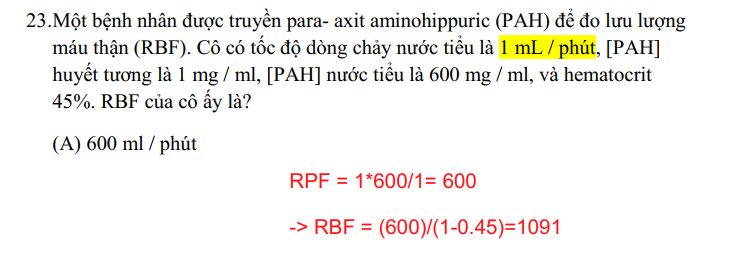 23.Một bệnh nhân được truyền para- axit aminohippuric (PAH) để đo lưu lượng
máu thận (RBF). Cô có tốc độ dòng chảy nước tiểu là 1 mL / phút, [PAH]
huyết tương là 1 mg / ml, [PAH] nước tiểu là 600 mg / ml, và hematocrit
45%. RBF của cô ấy là?
(A) 600 ml / phút
RPF = 1*600/1= 600
-> RBF = (600)/(1-0.45)=1091